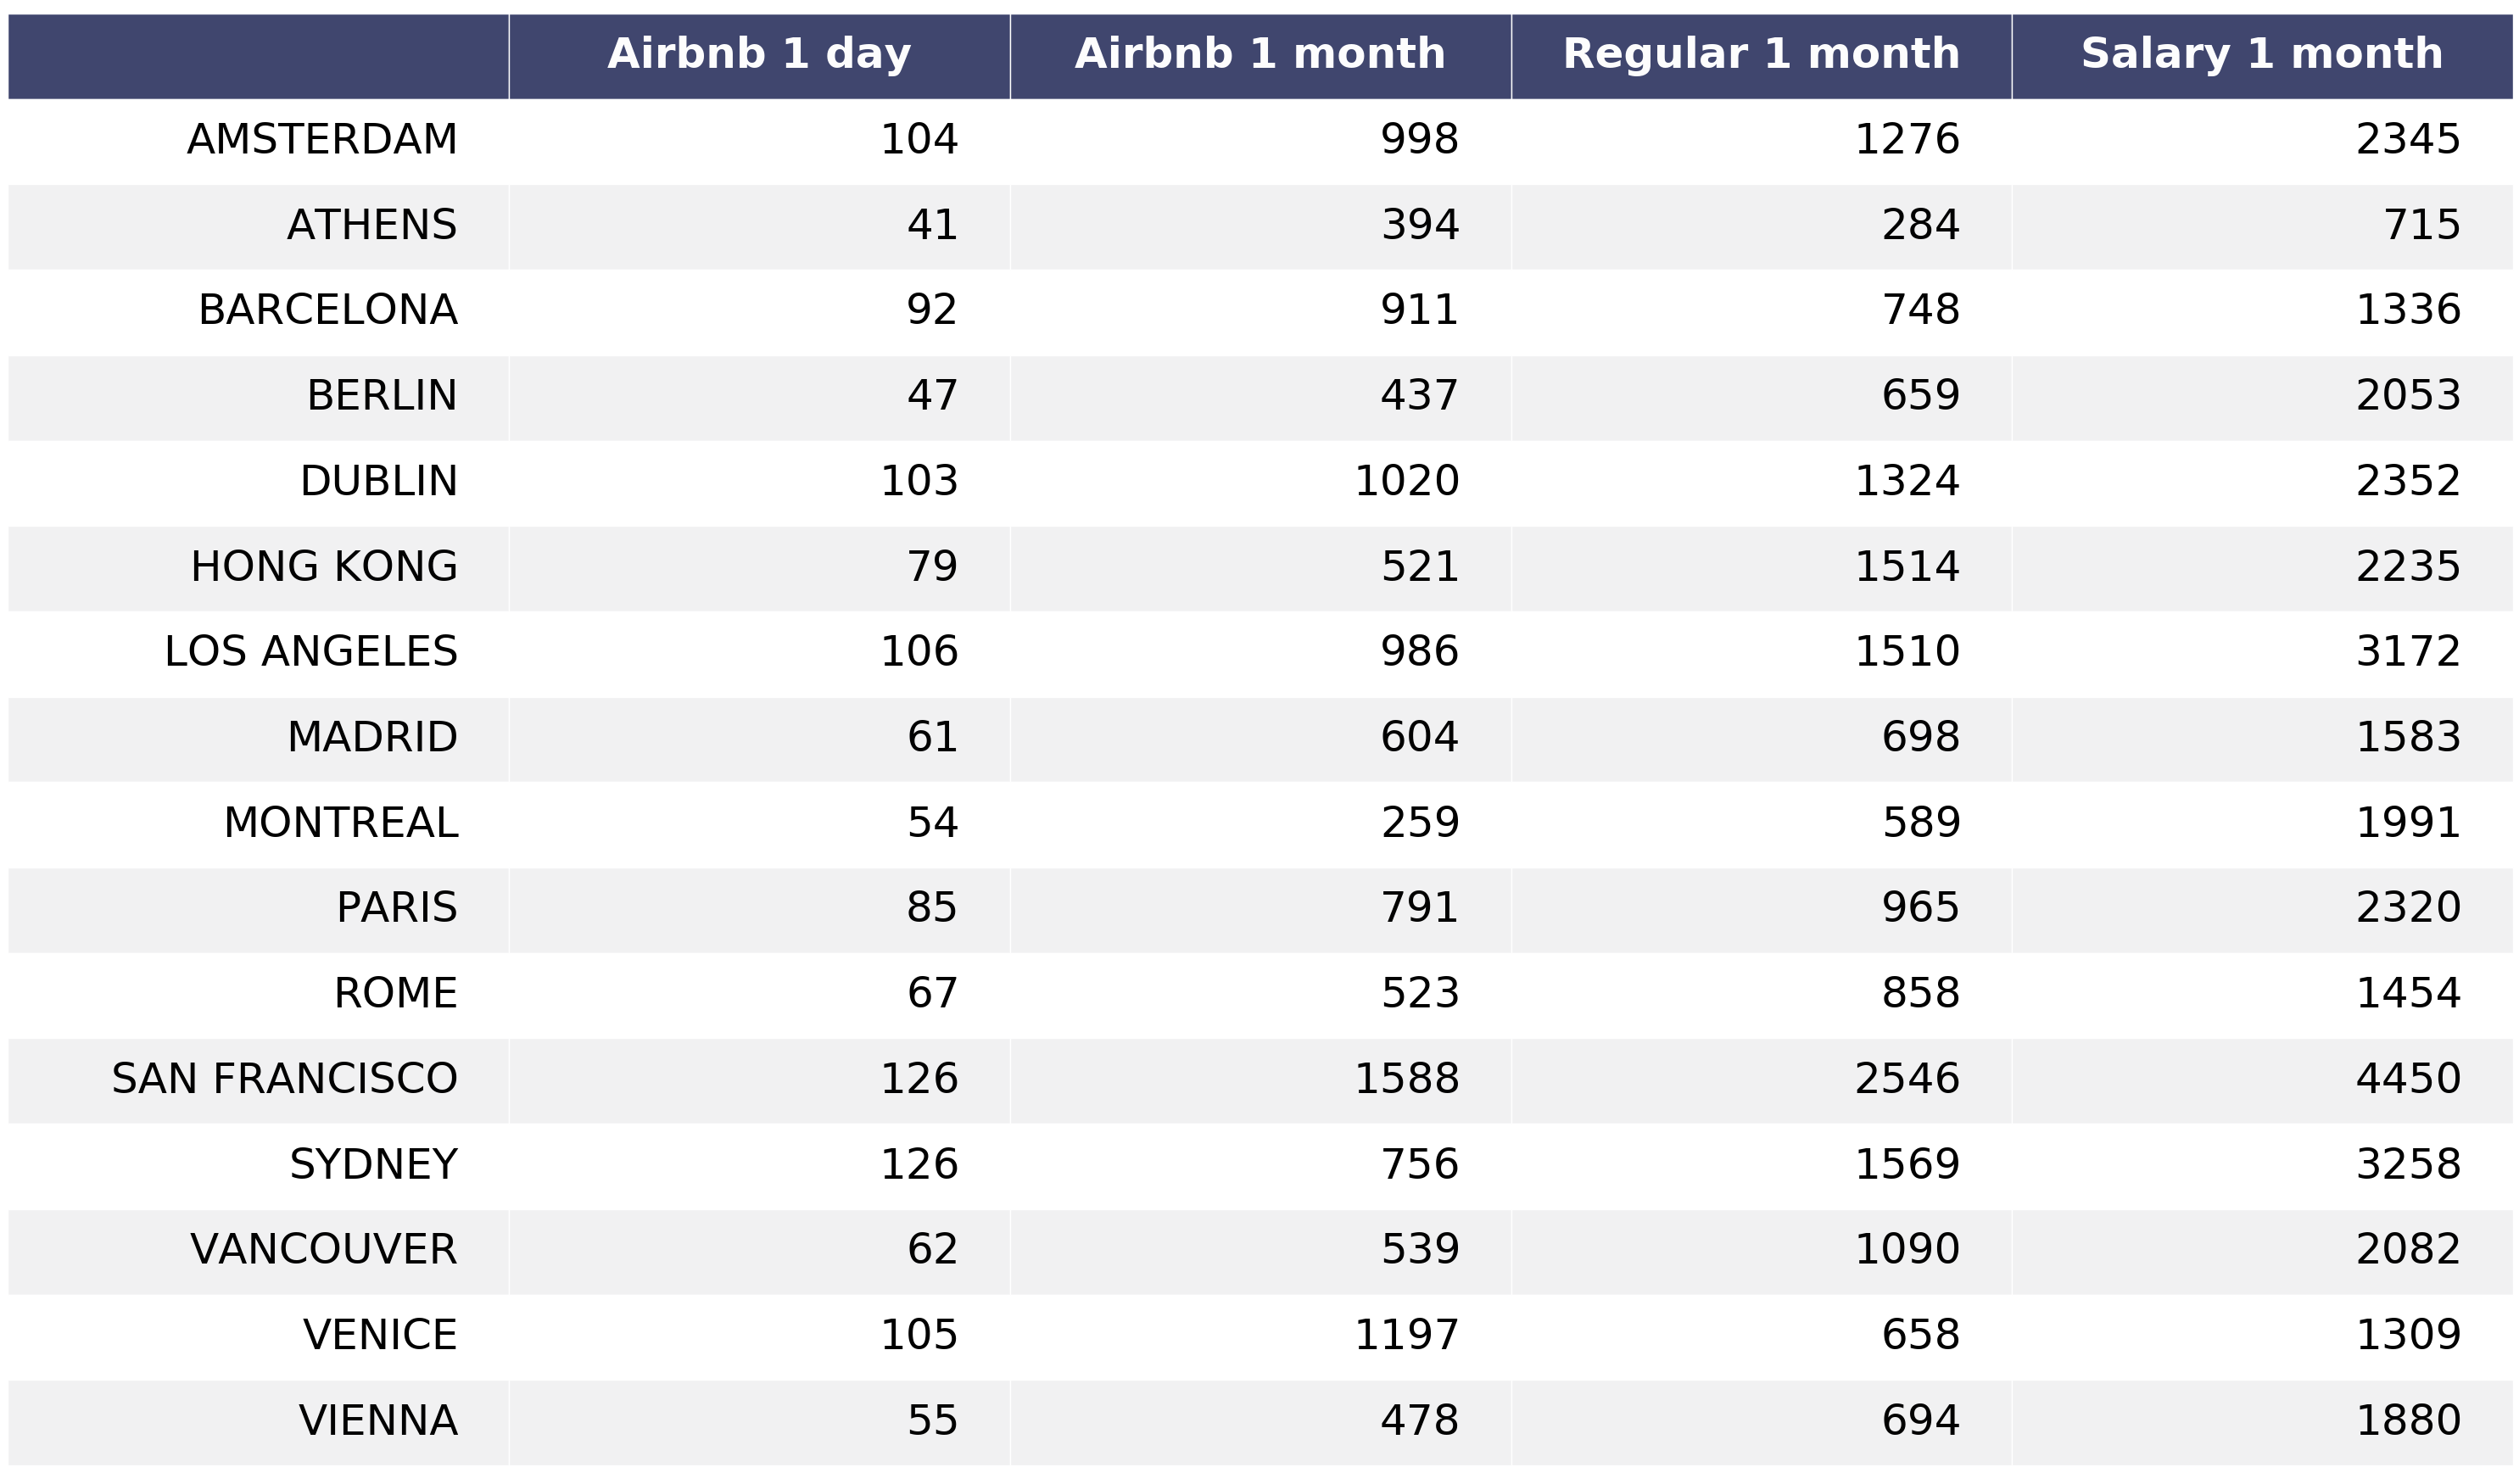 Airbnb 1 day Airbnb 1 month Regular 1 month Salary 1 month
AMSTERDAM 104 998 1276 2345
ATHENS 41 394 284 715
BARCELONA 92 911 748 1336
BERLIN 47 437 659 2053
DUBLIN 103 1020 1324 2352
HONG KONG 79 521 1514 2235
LOS ANGELES 106 986 1510 3172
MADRID 61 604 698 1583
MONTREAL 54 259 589 1991
PARIS 85 791 965 2320
ROME 67 523 858 1454
SAN FRANCISCO 126 1588 2546 4450
SYDNEY 126 756 1569 3258
VANCOUVER 62 539 1090 2082
VENICE 105 1197 658 1309
VIENNA 55 478 694 1880